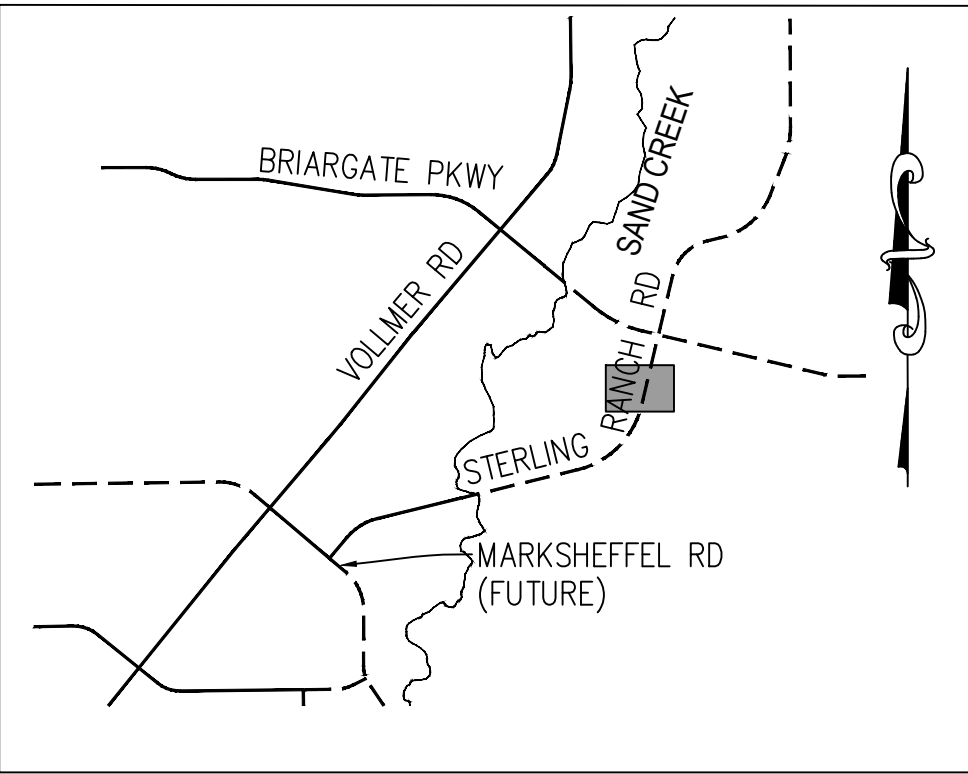 BRIARGATE PKWY
SAND CREEK
VOLLMER RD
STERLING RANCH RD
MARKSHEFFEL RD
(FUTURE)